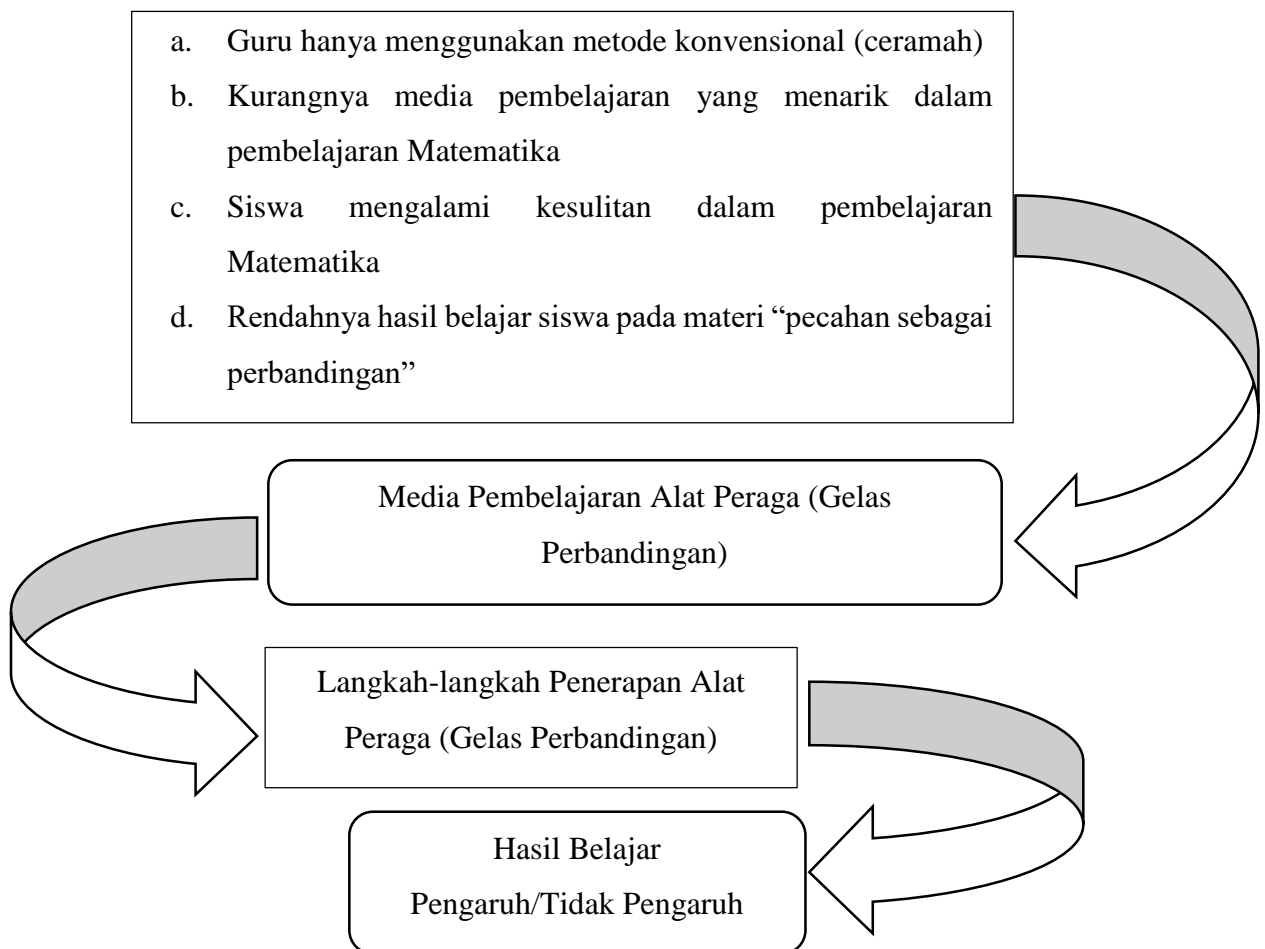 a. Guru hanya menggunakan metode konvensional (ceramah)
b. Kurangnya media pembelajaran yang menarik dalam
pembelajaran Matematika
c. Siswa mengalami kesulitan dalam pembelajaran
Matematika
d. Rendahnya hasil belajar siswa pada materi “pecahan sebagai
perbandingan”
Media Pembelajaran Alat Peraga (Gelas
Perbandingan)
Langkah-langkah Penerapan Alat
Peraga (Gelas Perbandingan)
Hasil Belajar
Pengaruh/Tidak Pengaruh